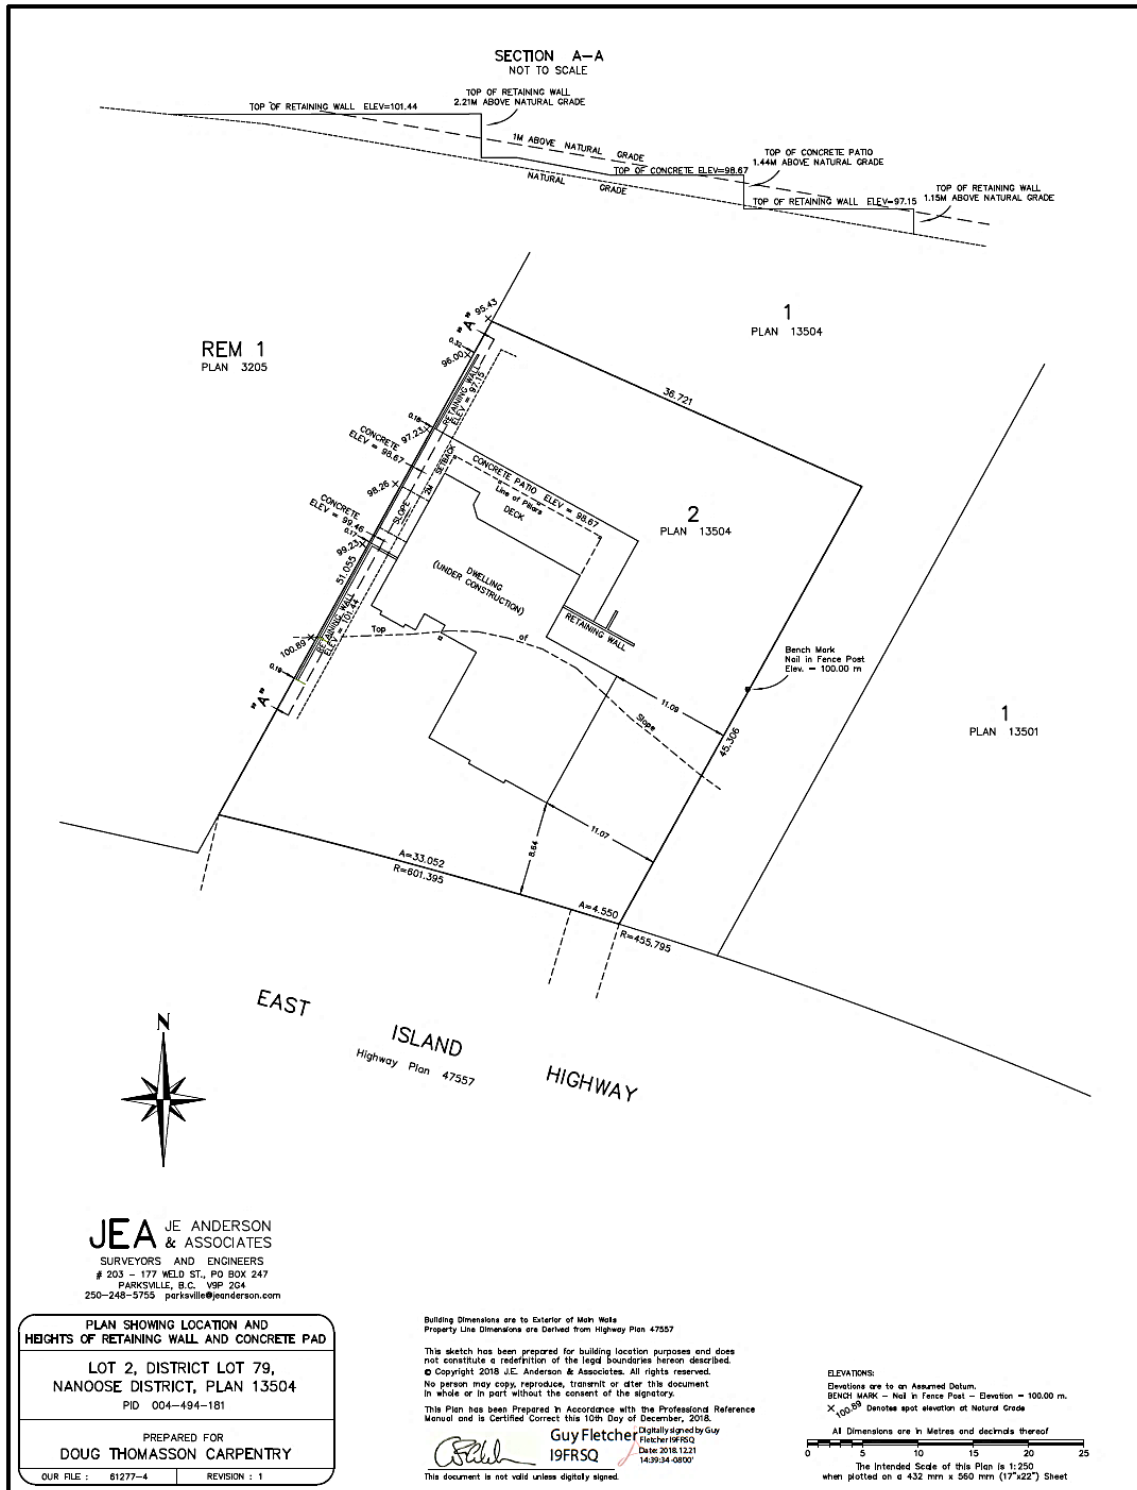 SECTION A-A
NOT TO SCALE
TOP OF RETAINING WALL
2.21M ABOVE NATURAL GRADE
TOP OF RETAINING WALL ELEV=101.44
1M ABOVE NATURAL GRADE
TOP OF CONCRETE PATIO
1.44M ABOVE NATURAL GRADE
TOP OF CONCRETE ELEV=98.67
NATURAL GRADE
TOP OF RETAINING WALL
1.15M ABOVE NATURAL GRADE
TOP OF RETAINING WALL ELEV=97.15
"A"
95.43
1
PLAN 13504
REM 1
PLAN 3205
0.32
96.00
RETAINING WALL
ELEV = 97.15
36.721
0.18
97.23
CONCRETE
ELEV = 98.67
2M SETBACK
CONCRETE PATIO ELEV = 98.67
Line of Pillars
DECK
98.26
SLOPE
2
PLAN 13504
CONCRETE
ELEV = 99.46
0.17
99.23
51.055
DWELLING
(UNDER CONSTRUCTION)
RETAINING WALL
ELEV = 101.44
RETAINING WALL
Top of Slope
100.89
0.19
"A"
Bench Mark
Nail in Fence Post
Elev. = 100.00 m
11.09
45.306
1
PLAN 13501
11.07
8.64
A=33.052
R=601.395
A=4.550
R=455.795
EAST ISLAND HIGHWAY
Highway Plan 47557
N
JEA JE ANDERSON
& ASSOCIATES
SURVEYORS AND ENGINEERS
# 203 - 177 WELD ST., PO BOX 247
PARKSVILLE, B.C. V9P 2G4
250-248-5755 parksville@jeanderson.com
PLAN SHOWING LOCATION AND
HEIGHTS OF RETAINING WALL AND CONCRETE PAD
LOT 2, DISTRICT LOT 79,
NANOOSE DISTRICT, PLAN 13504
PID 004-494-181
PREPARED FOR
DOUG THOMASSON CARPENTRY
OUR FILE : 61277-4 REVISION : 1
Building Dimensions are to Exterior of Main Walls
Property Line Dimensions are Derived from Highway Plan 47557
This sketch has been prepared for building location purposes and does
not constitute a redefinition of the legal boundaries hereon described.
© Copyright 2018 J.E. Anderson & Associates. All rights reserved.
No person may copy, reproduce, transmit or alter this document
in whole or in part without the consent of the signatory.
This Plan has been Prepared in Accordance with the Professional Reference
Manual and is Certified Correct this 10th Day of December, 2018.
Guy Fletcher
I9FRSQ
Digitally signed by Guy
Fletcher I9FRSQ
Date: 2018.12.21
14:39:34 -08'00'
This document is not valid unless digitally signed.
ELEVATIONS:
Elevations are to an Assumed Datum.
BENCH MARK - Nail in Fence Post - Elevation = 100.00 m.
100.89 Denotes spot elevation at Natural Grade
All Dimensions are in Metres and decimals thereof
0 5 10 15 20 25
The Intended Scale of this Plan is 1:250
when plotted on a 432 mm x 560 mm (17"x22") Sheet